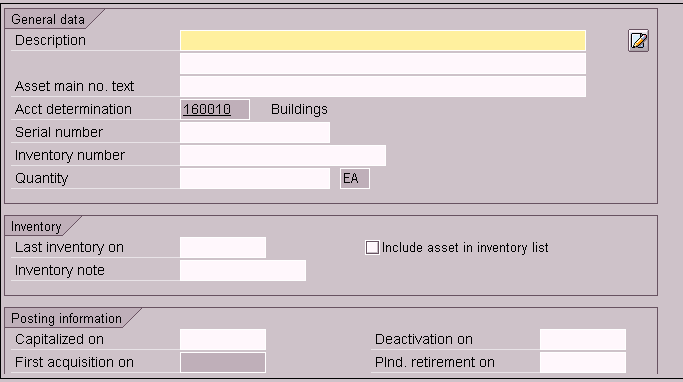 General data
Description
Asset main no. text
Acct determination 160010 Buildings
Serial number
Inventory number
Quantity EA
Inventory
Last inventory on Include asset in inventory list
Inventory note
Posting information
Capitalized on Deactivation on
First acquisition on Plnd. retirement on